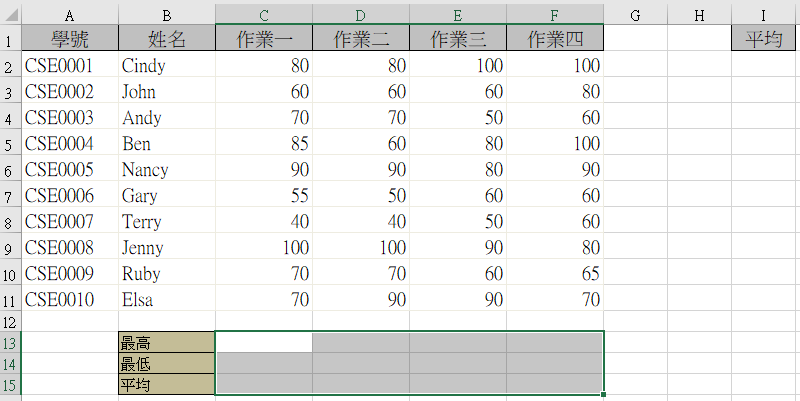 A B C D E F G H I
1 學號 姓名 作業一 作業二 作業三 作業四 平均
2 CSE0001 Cindy 80 80 100 100
3 CSE0002 John 60 60 60 80
4 CSE0003 Andy 70 70 50 60
5 CSE0004 Ben 85 60 80 100
6 CSE0005 Nancy 90 90 80 90
7 CSE0006 Gary 55 50 60 60
8 CSE0007 Terry 40 40 50 60
9 CSE0008 Jenny 100 100 90 80
10 CSE0009 Ruby 70 70 60 65
11 CSE0010 Elsa 70 90 90 70
12
13 最高
14 最低
15 平均